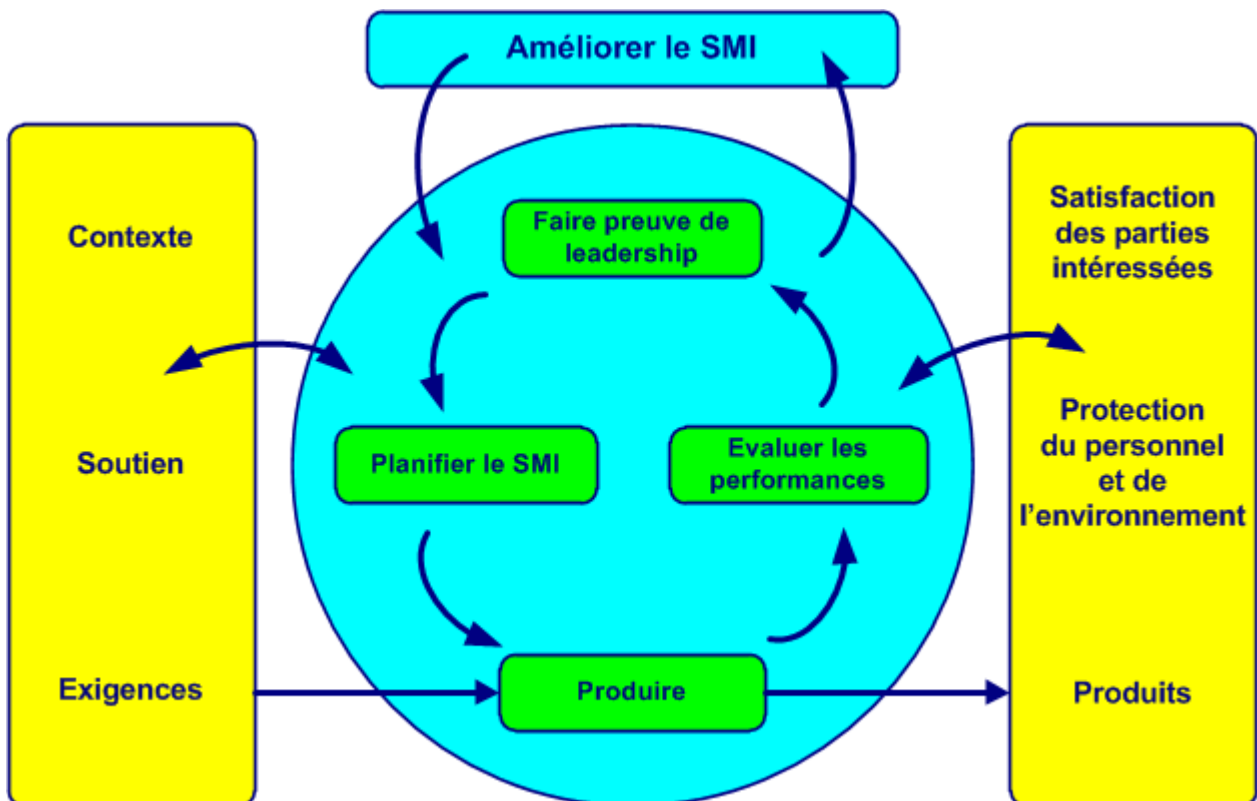 Améliorer le SMI
Contexte
Soutien
Exigences
Faire preuve de
leadership
Planifier le SMI
Evaluer les
performances
Produire
Satisfaction
des parties
intéressées
Protection
du personnel
et de
l'environnement
Produits